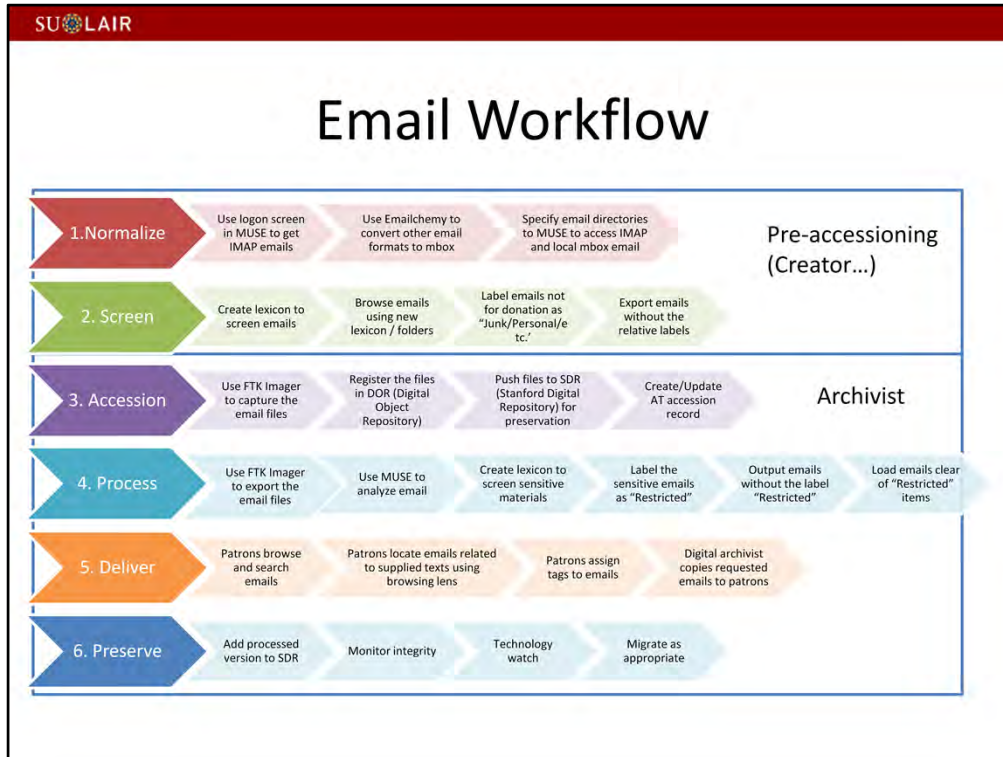 SU LAIR
Email Workflow
1.Normalize
Use logon screen
in MUSE to get
IMAP emails
Use Emailchemy to
convert other email
formats to mbox
Specify email directories
to MUSE to access IMAP
and local mbox email
Pre-accessioning
(Creator...)
2. Screen
Create lexicon to
screen emails
Browse emails
using new
lexicon / folders
Label emails not
for donation as
“Junk/Personal/e
tc.’
Export emails
without the
relative labels
3. Accession
Use FTK Imager
to capture the
email files
Register the files
in DOR (Digital
Object
Repository)
Push files to SDR
(Stanford Digital
Repository) for
preservation
Create/Update
AT accession
record
Archivist
4. Process
Use FTK Imager
to export the
email files
Use MUSE to
analyze email
Create lexicon to
screen sensitive
materials
Label the
sensitive emails
as “Restricted”
Output emails
without the label
“Restricted”
Load emails clear
of “Restricted”
items
5. Deliver
Patrons browse
and search
emails
Patrons locate emails related
to supplied texts using
browsing lens
Patrons assign
tags to emails
Digital archivist
copies requested
emails to patrons
6. Preserve
Add processed
version to SDR
Monitor integrity
Technology
watch
Migrate as
appropriate